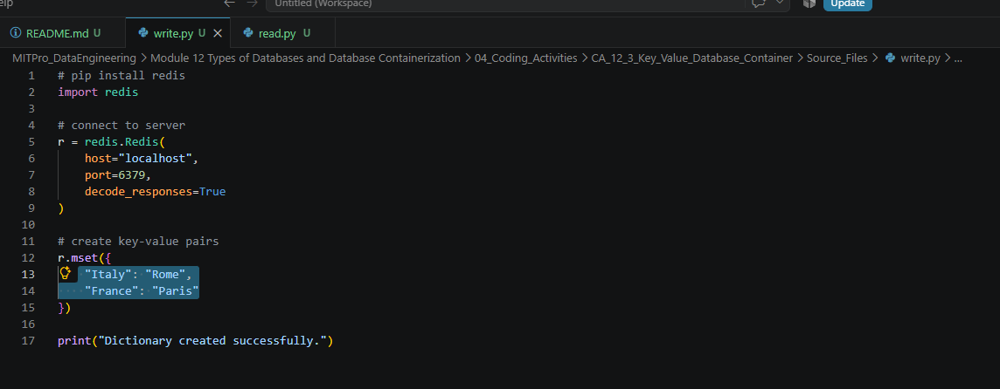 elp
Untitled (Workspace)
Update
README.md U
write.py U
read.py U
MITPro_DataEngineering > Module 12 Types of Databases and Database Containerization > 04_Coding_Activities > CA_12_3_Key_Value_Database_Container > Source_Files > write.py > ...
1 # pip install redis
2 import redis
3
4 # connect to server
5 r = redis.Redis(
6     host="localhost",
7     port=6379,
8     decode_responses=True
9 )
10
11 # create key-value pairs
12 r.mset({
13     "Italy": "Rome",
14     "France": "Paris"
15 })
16
17 print("Dictionary created successfully.")